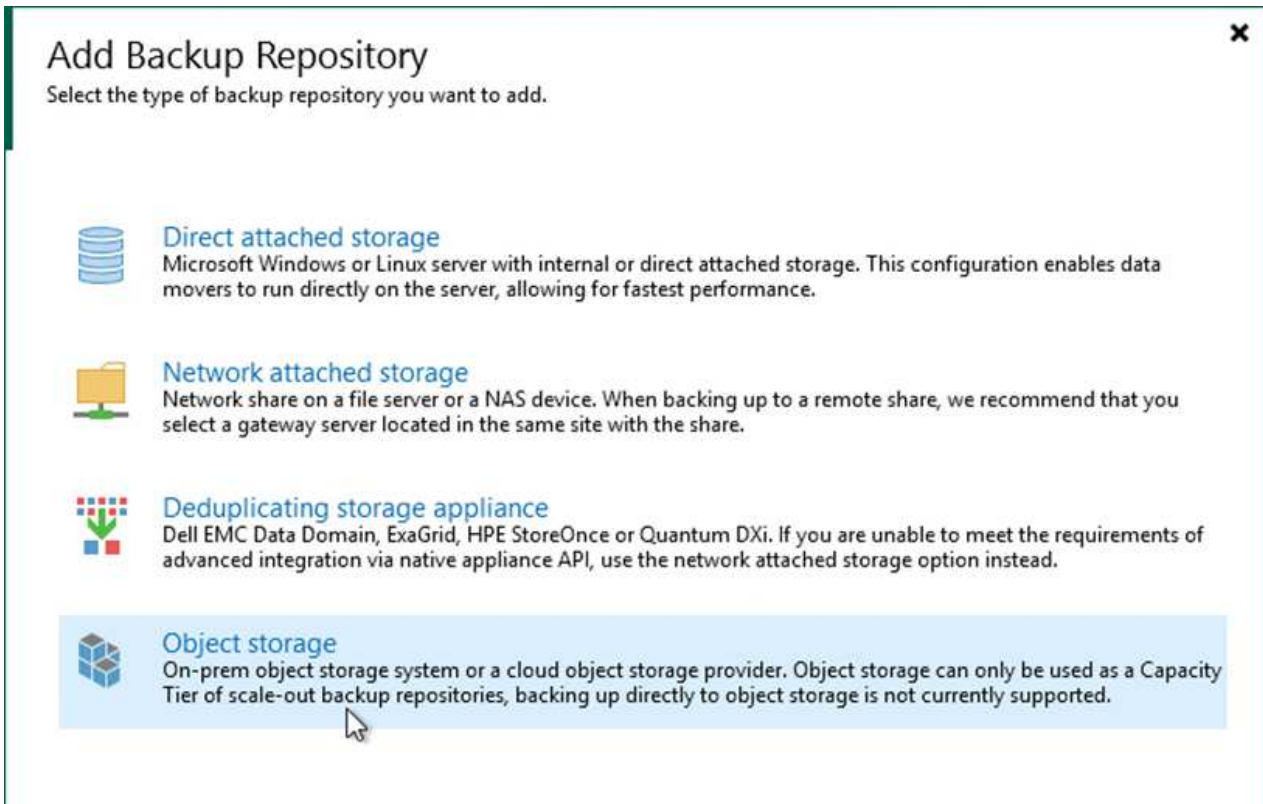 Add Backup Repository
Select the type of backup repository you want to add.
Direct attached storage
Microsoft Windows or Linux server with internal or direct attached storage. This configuration enables data
movers to run directly on the server, allowing for fastest performance.
Network attached storage
Network share on a file server or a NAS device. When backing up to a remote share, we recommend that you
select a gateway server located in the same site with the share.
Deduplicating storage appliance
Dell EMC Data Domain, ExaGrid, HPE StoreOnce or Quantum DXi. If you are unable to meet the requirements of
advanced integration via native appliance API, use the network attached storage option instead.
Object storage
On-prem object storage system or a cloud object storage provider. Object storage can only be used as a Capacity
Tier of scale-out backup repositories, backing up directly to object storage is not currently supported.